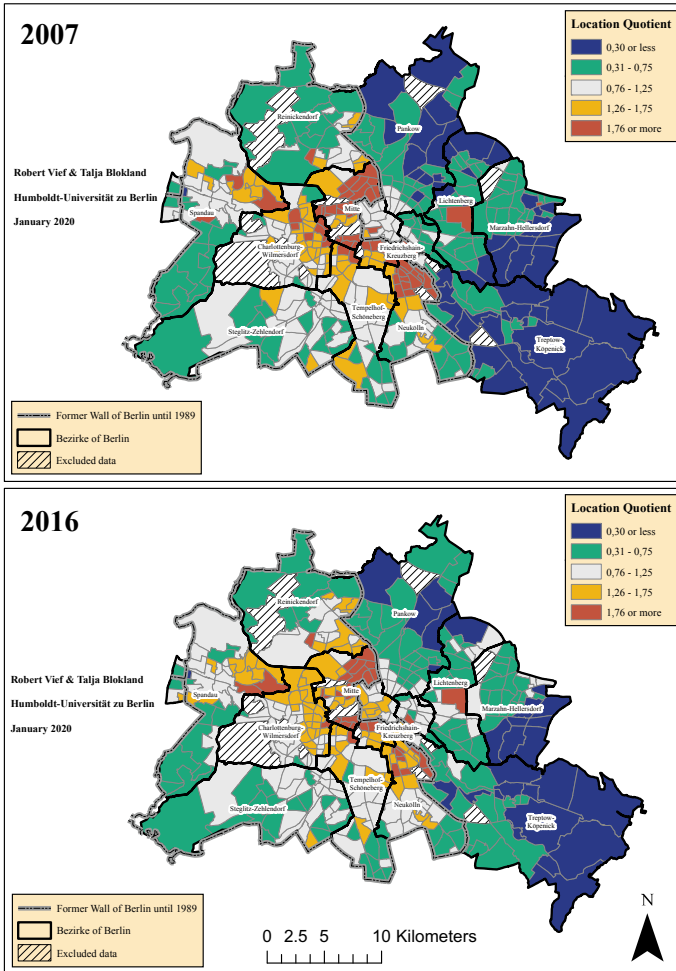 2007
Location Quotient
0,30 or less
0,31 - 0,75
0,76 - 1,25
1,26 - 1,75
1,76 or more
Robert Vief & Talja Blokland
Humboldt-Universität zu Berlin
January 2020
Reinickendorf
Pankow
Lichtenberg
Mitte
Spandau
Marzahn-Hellersdorf
Charlottenburg-
Wilmersdorf
Friedrichshain-
Kreuzberg
Tempelhof-
Schöneberg
Steglitz-Zehlendorf
Neukölln
Treptow-
Köpenick
Former Wall of Berlin until 1989
Bezirke of Berlin
Excluded data
2016
Location Quotient
0,30 or less
0,31 - 0,75
0,76 - 1,25
1,26 - 1,75
1,76 or more
Robert Vief & Talja Blokland
Humboldt-Universität zu Berlin
January 2020
Reinickendorf
Pankow
Lichtenberg
Mitte
Spandau
Marzahn-Hellersdorf
Charlottenburg-
Wilmersdorf
Friedrichshain-
Kreuzberg
Tempelhof-
Schöneberg
Steglitz-Zehlendorf
Neukölln
Treptow-
Köpenick
Former Wall of Berlin until 1989
Bezirke of Berlin
Excluded data
0 2.5 5 10 Kilometers
N